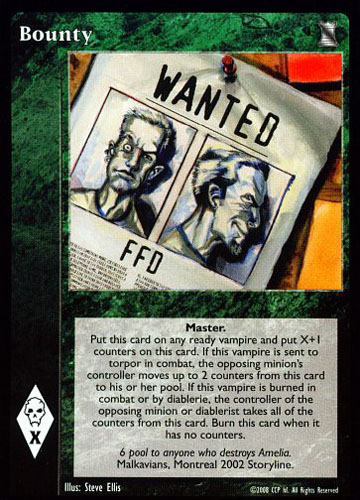 Bounty
WANTED
FFD
Master.
Put this card on any ready vampire and put X+1
counters on this card. If this vampire is sent to
torpor in combat, the opposing minion's
controller moves up to 2 counters from this card
to his or her pool. If this vampire is burned in
combat or by diablerie, the controller of the
opposing minion or diablerist takes all of the
counters from this card. Burn this card when it
has no counters.
6 pool to anyone who destroys Amelia.
Malkavians, Montreal 2002 Storyline.
X
Illus: Steve Ellis
©2008 CCP hf. All Rights Reserved